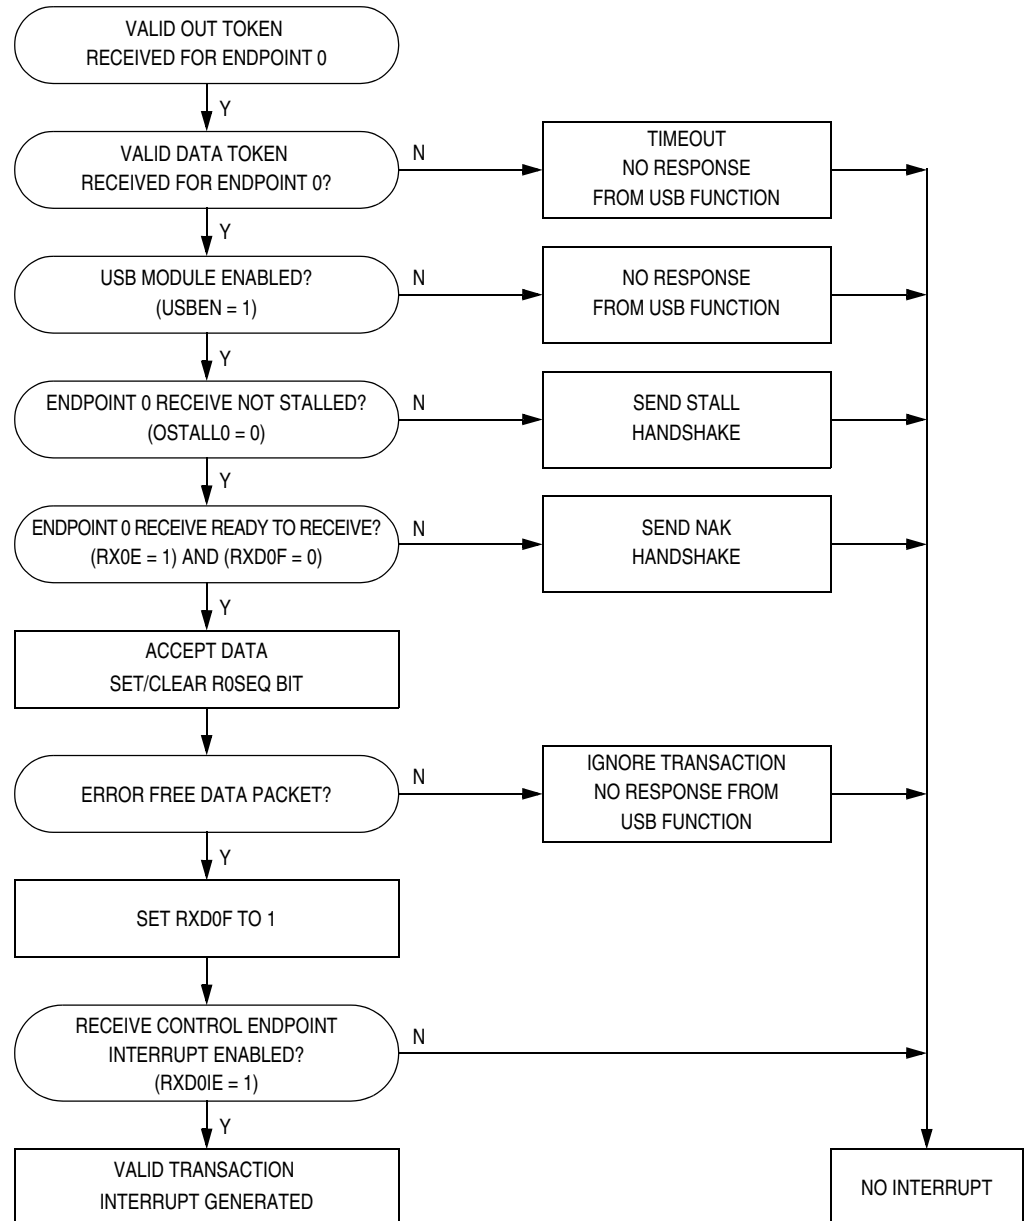 VALID OUT TOKEN
RECEIVED FOR ENDPOINT 0
Y
VALID DATA TOKEN
RECEIVED FOR ENDPOINT 0?
N
TIMEOUT
NO RESPONSE
FROM USB FUNCTION
Y
USB MODULE ENABLED?
(USBEN = 1)
N
NO RESPONSE
FROM USB FUNCTION
Y
ENDPOINT 0 RECEIVE NOT STALLED?
(OSTALL0 = 0)
N
SEND STALL
HANDSHAKE
Y
ENDPOINT 0 RECEIVE READY TO RECEIVE?
(RX0E = 1) AND (RXD0F = 0)
N
SEND NAK
HANDSHAKE
Y
ACCEPT DATA
SET/CLEAR R0SEQ BIT
ERROR FREE DATA PACKET?
N
IGNORE TRANSACTION
NO RESPONSE FROM
USB FUNCTION
Y
SET RXD0F TO 1
RECEIVE CONTROL ENDPOINT
INTERRUPT ENABLED?
(RXD0IE = 1)
N
Y
VALID TRANSACTION
INTERRUPT GENERATED
NO INTERRUPT